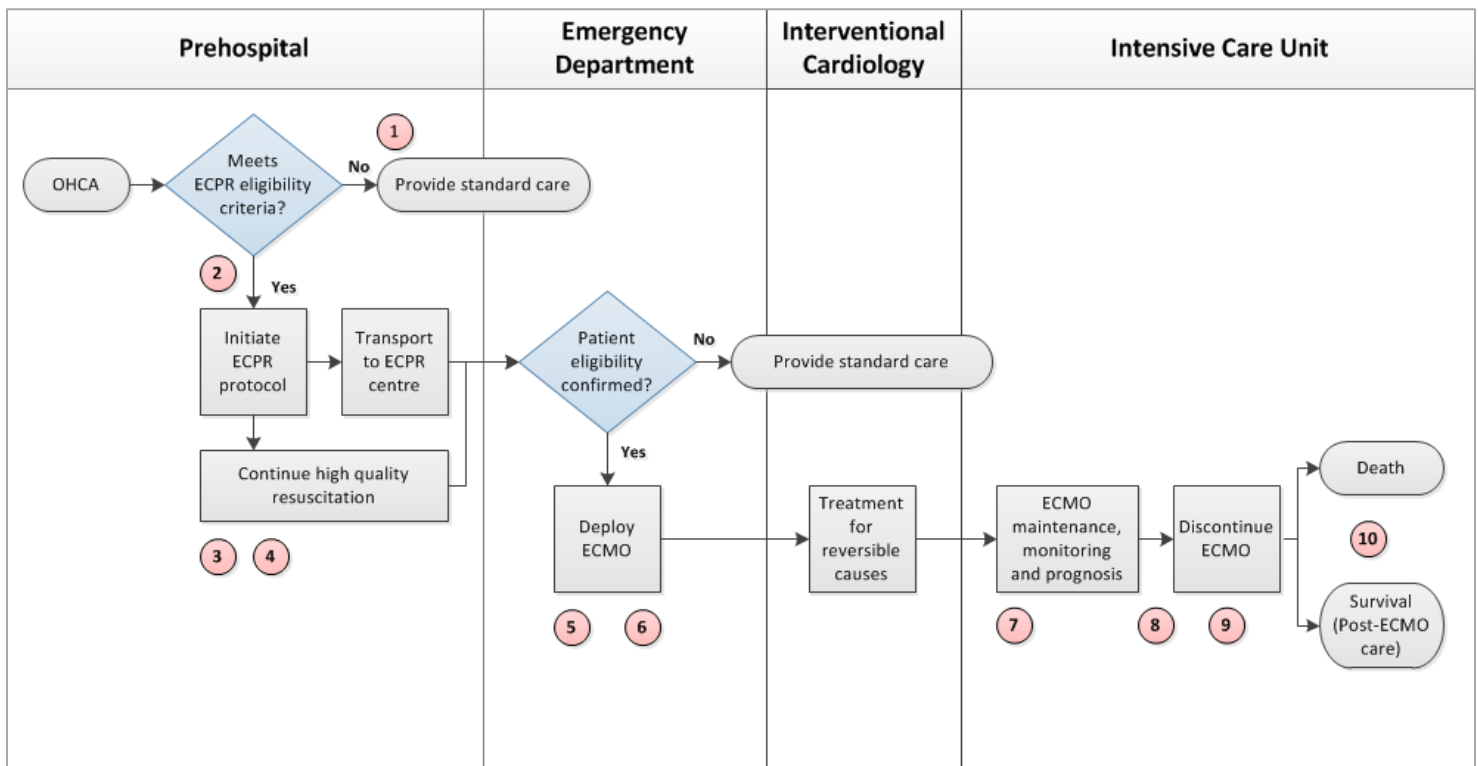 Prehospital
Emergency
Department
Interventional
Cardiology
Intensive Care Unit
1
OHCA
Meets
ECPR eligibility
criteria?
No
Provide standard care
2
Yes
Initiate
ECPR
protocol
Transport
to ECPR
centre
Patient
eligibility
confirmed?
No
Provide standard care
Continue high quality
resuscitation
3
4
Yes
Deploy
ECMO
5
6
Treatment
for
reversible
causes
ECMO
maintenance,
monitoring
and prognosis
7
8
Discontinue
ECMO
9
Death
10
Survival
(Post-ECMO
care)